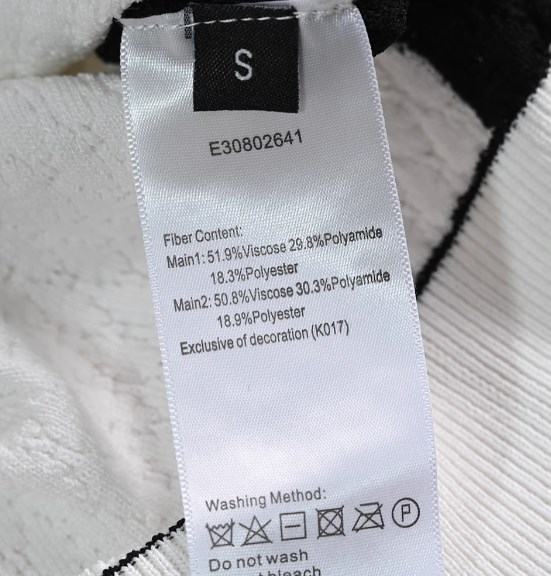 S
E30802641
Fiber Content:
Main1: 51.9%Viscose 29.8%Polyamide
18.3%Polyester
Main2: 50.8%Viscose 30.3%Polyamide
18.9%Polyester
Exclusive of decoration (K017)
Washing Method:
P
Do not wash
bleach